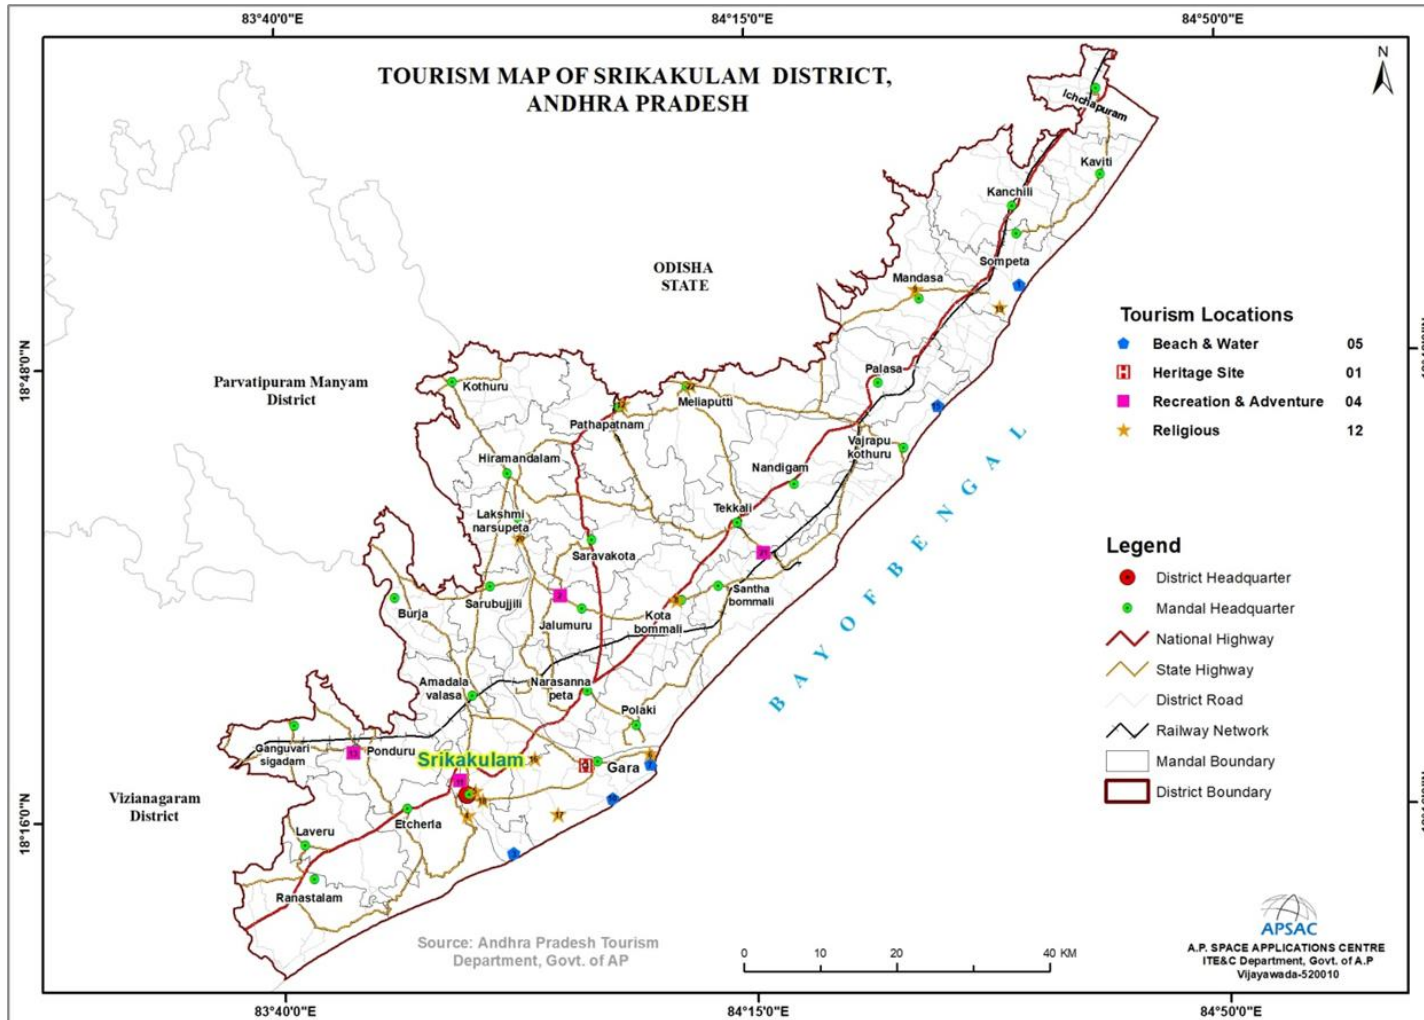 83°40'0"E
84°15'0"E
84°50'0"E
TOURISM MAP OF SRIKAKULAM DISTRICT,
ANDHRA PRADESH
N
Ichchapuram
Kaviti
Kanchili
Sompeta
ODISHA
STATE
Mandasa
Tourism Locations
Beach & Water 05
Heritage Site 01
Recreation & Adventure 04
Religious 12
18°48'0"N
Parvatipuram Manyam
District
Kothuru
Palasa
Meliaputti
Pathapatnam
Vajrapu
kothuru
Hiramandalam
Nandigam
Lakshmi
narsupeta
Tekkali
Saravakota
BAY OF BENGAL
Legend
District Headquarter
Mandal Headquarter
National Highway
State Highway
District Road
Railway Network
Mandal Boundary
District Boundary
Burja
Sarubujjili
Jalumuru
Kota
bommali
Santha
bommali
Amadala
valasa
Narasanna
peta
Polaki
Ganguvari
sigadam
Ponduru
Srikakulam
Gara
Vizianagaram
District
18°16'0"N
Laveru
Etcherla
Ranastalam
Source: Andhra Pradesh Tourism
Department, Govt. of AP
0 10 20 40 KM
APSAC
A.P. SPACE APPLICATIONS CENTRE
ITE&C Department, Govt. of A.P
Vijayawada-520010
83°40'0"E
84°15'0"E
84°50'0"E